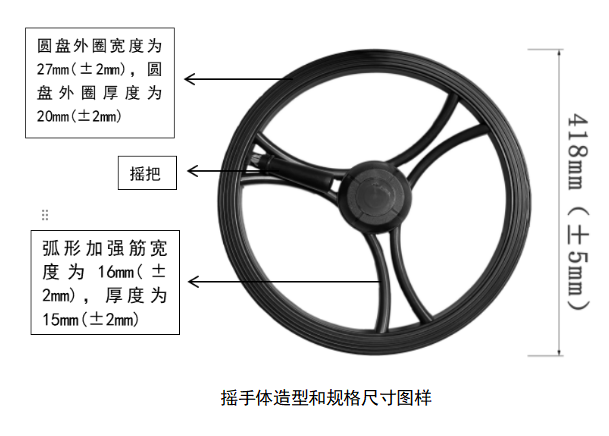 圆盘外圈宽度为
27mm(±2mm)，圆
盘外圈厚度为
20mm(±2mm)
摇把
弧形加强筋宽
度为 16mm(±
2mm)，厚度为
15mm(±2mm)
418mm（±5mm）
摇手体造型和规格尺寸图样